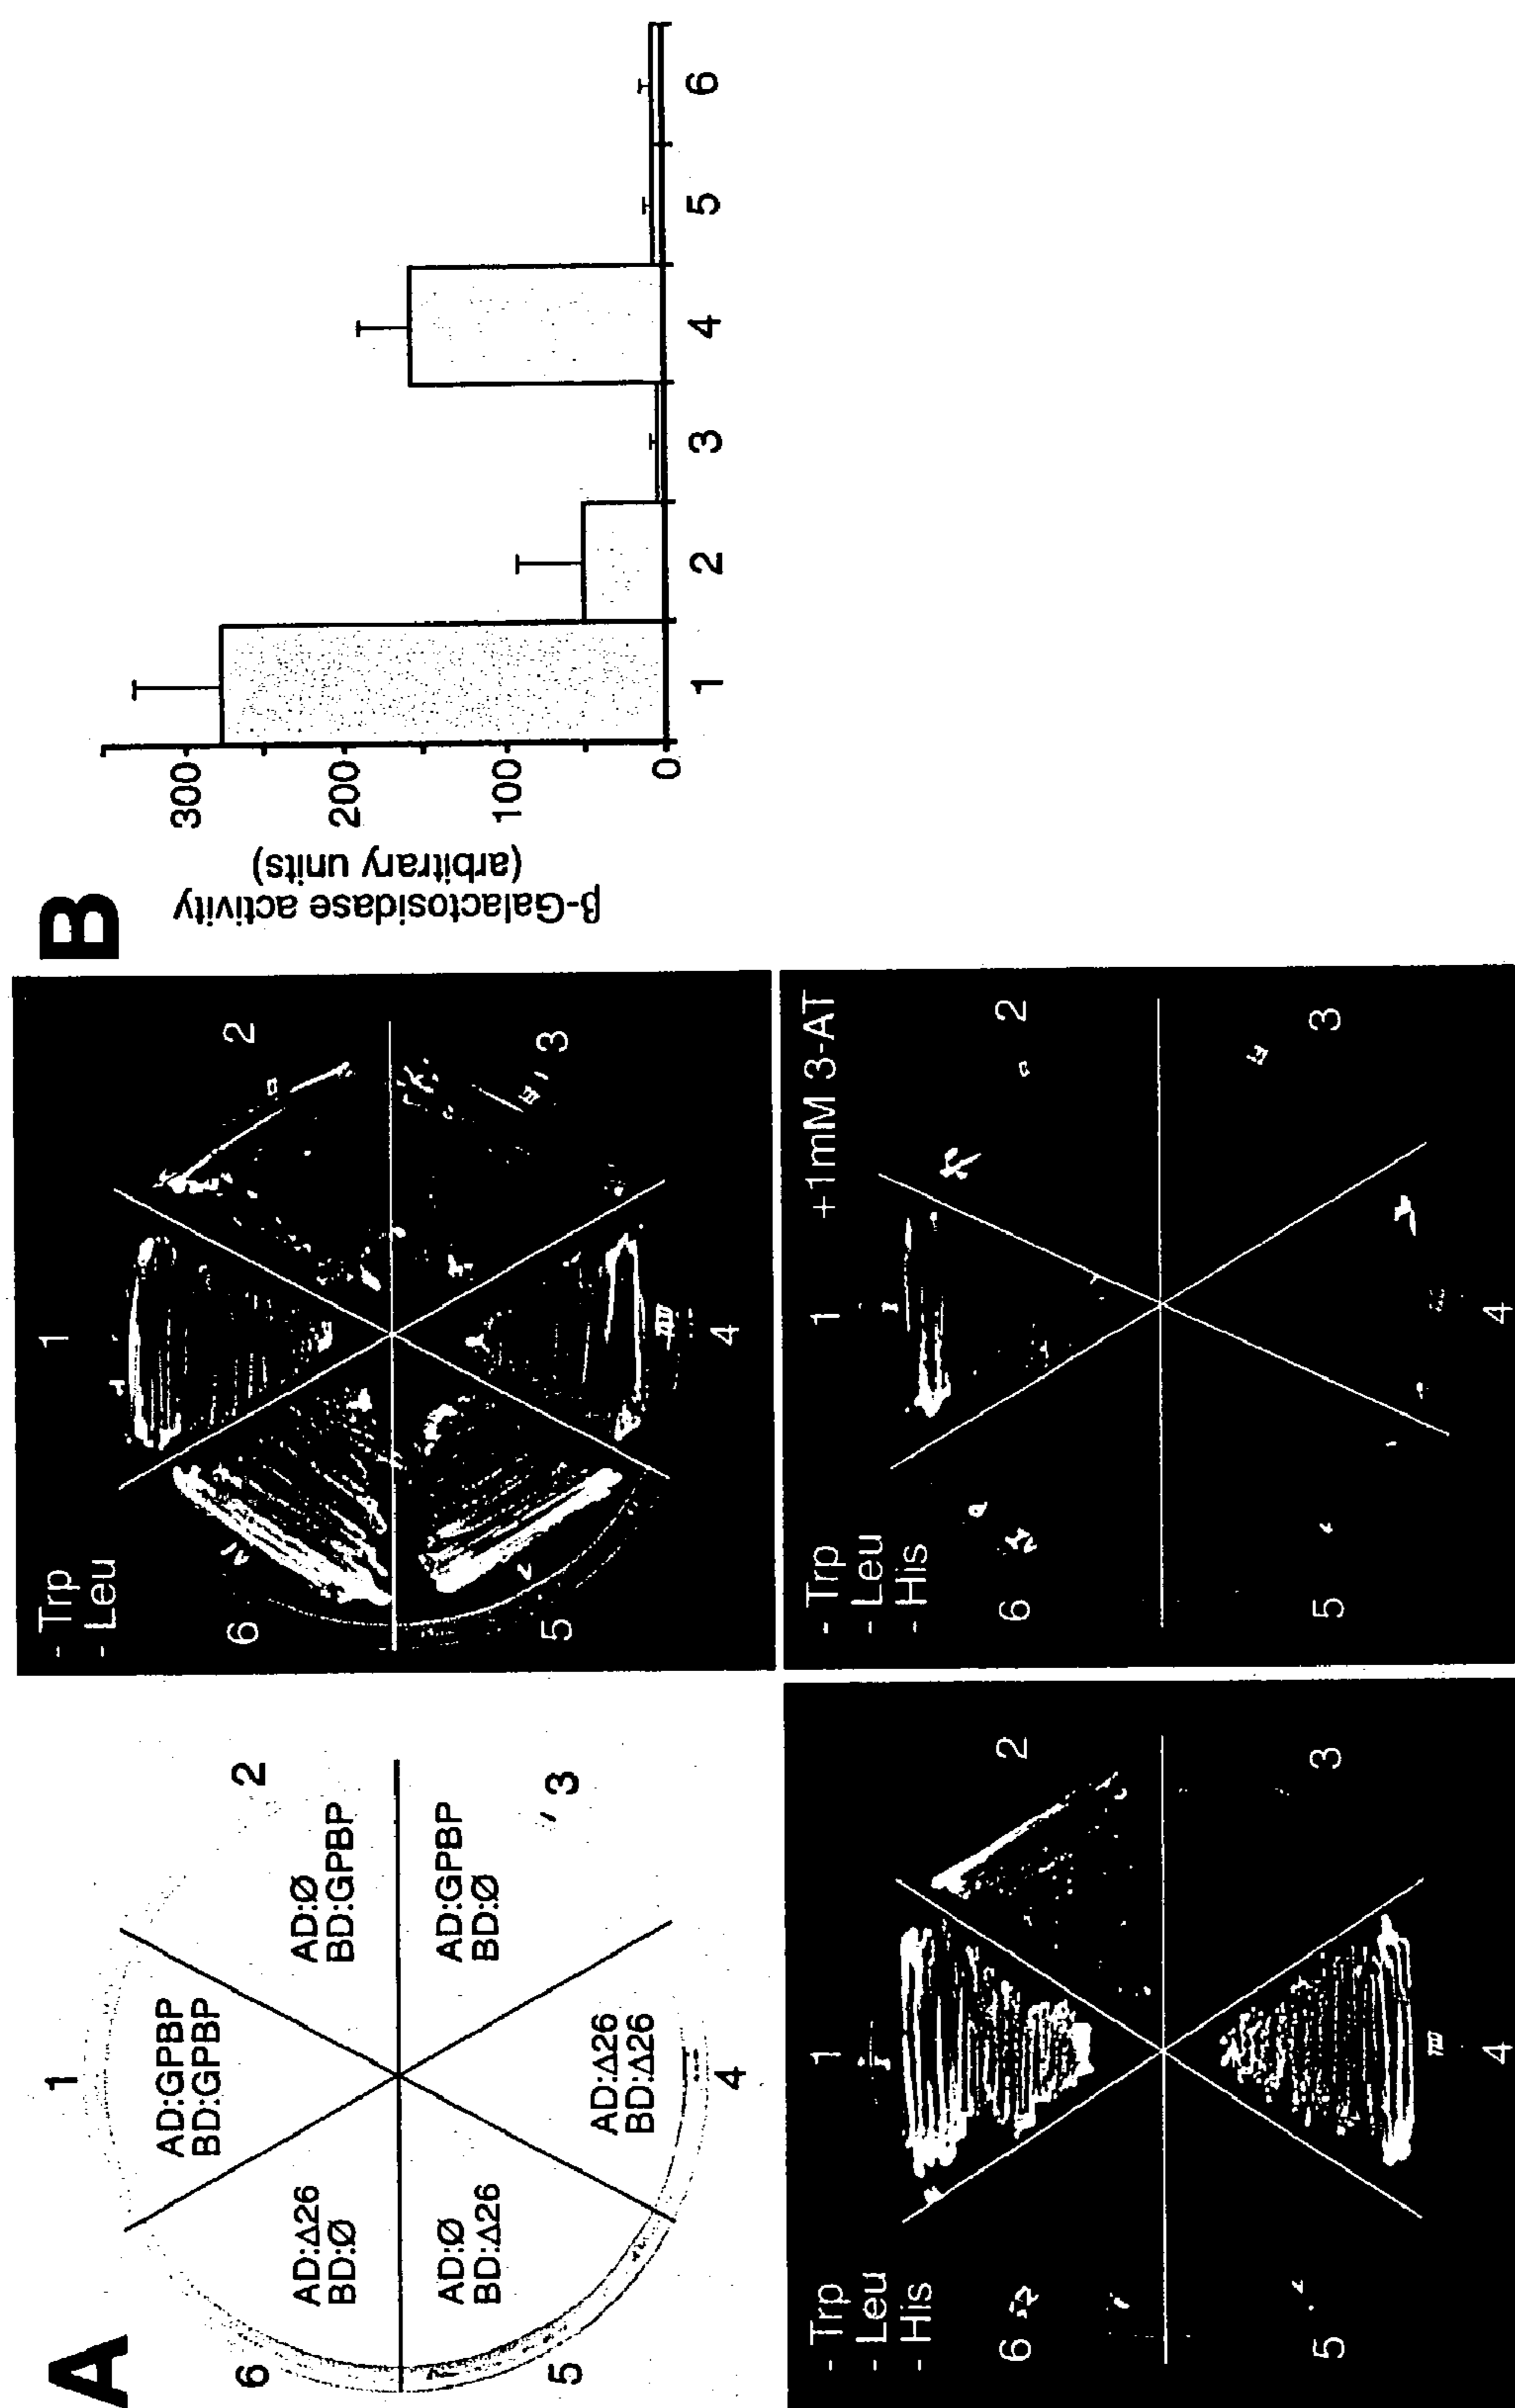 A
1
AD:GPBP
BD:GPBP
2
AD:Ø
BD:GPBP
3
AD:GPBP
BD:Ø
4
AD:Δ26
BD:Δ26
5
AD:Ø
BD:Δ26
6
AD:Δ26
BD:Ø
- Trp
- Leu
1
2
3
4
5
6
- Trp
- Leu
- His
1
2
3
4
5
6
- Trp
- Leu
- His
+1mM 3-AT
1
2
3
4
5
6
B
β-Galactosidase activity
(arbitrary units)
300
200
100
0
1 2 3 4 5 6